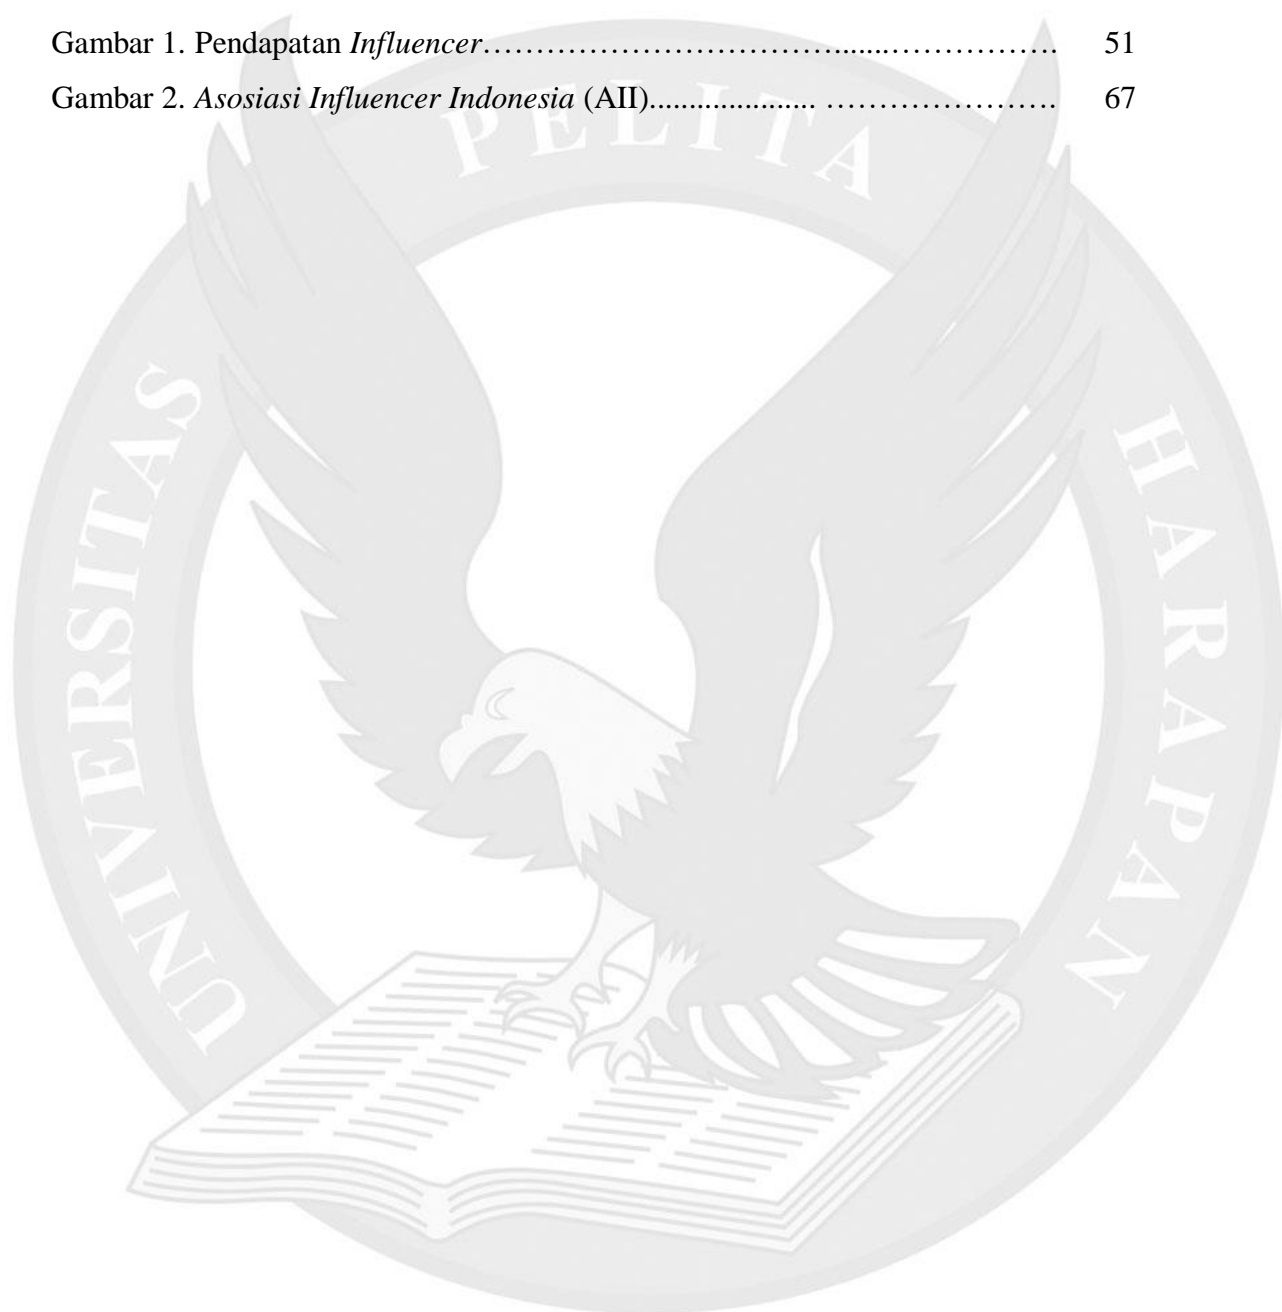 Gambar 1. Pendapatan Influencer……………………………......……………. 51
Gambar 2. Asosiasi Influencer Indonesia (AII)..................... …………………. 67
UNIVERSITAS PELITA HARAPAN